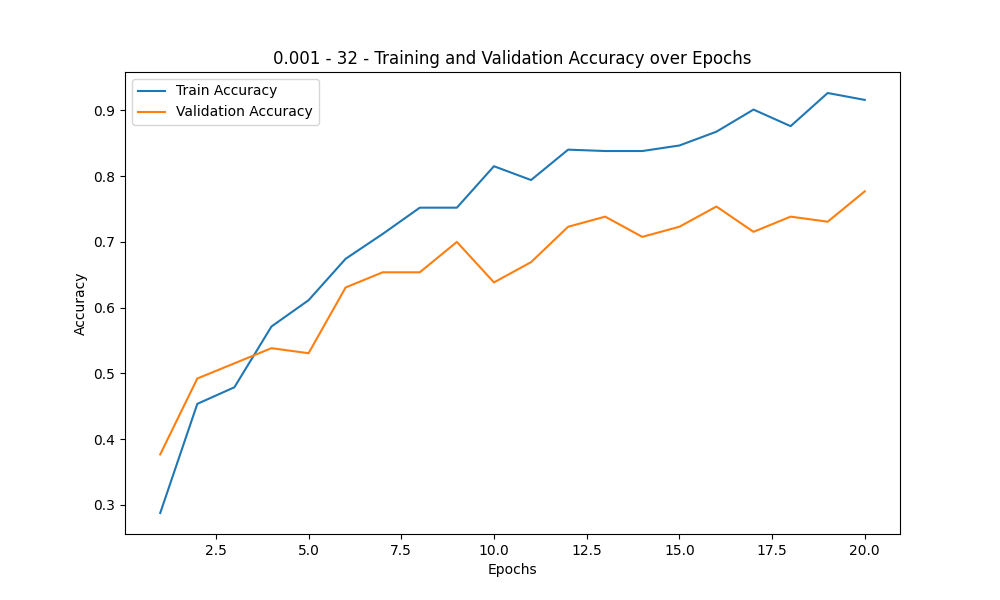 0.001 - 32 - Training and Validation Accuracy over Epochs
Train Accuracy
Validation Accuracy
0.9
0.8
0.7
0.6
0.5
0.4
0.3
Accuracy
2.5 5.0 7.5 10.0 12.5 15.0 17.5 20.0
Epochs